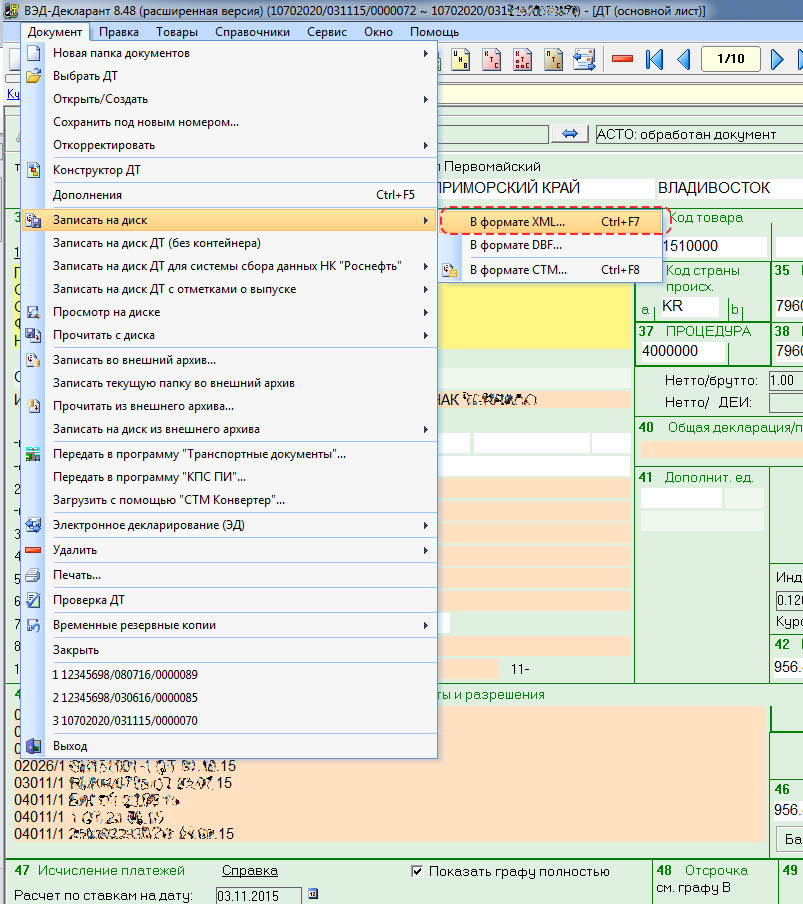 ВЭД-Декларант 8.48 (расширенная версия) (10702020/031115/0000072 ~ 10702020/031 - [ДТ (основной лист)]
Документ Правка Товары Справочники Сервис Окно Помощь
1/10
Новая папка документов
Выбрать ДТ
Открыть/Создать
Сохранить под новым номером...
Откорректировать
Конструктор ДТ
Дополнения Ctrl+F5
Записать на диск
Записать на диск ДТ (без контейнера)
Записать на диск ДТ для системы сбора данных НК "Роснефть"
Записать на диск ДТ с отметками о выпуске
Просмотр на диске
Прочитать с диска
Записать во внешний архив...
Записать текущую папку во внешний архив
Прочитать из внешнего архива...
Записать на диск из внешнего архива
Передать в программу "Транспортные документы"...
Передать в программу "КПС ПИ"...
Загрузить с помощью "СТМ Конвертер"...
Электронное декларирование (ЭД)
Удалить
Печать...
Проверка ДТ
Временные резервные копии
Закрыть
1 12345698/080716/0000089
2 12345698/030616/0000085
3 10702020/031115/0000070
Выход
В формате XML... Ctrl+F7
В формате DBF...
В формате СТМ... Ctrl+F8
АСТО: обработан документ
Первомайский
ПРИМОРСКИЙ КРАЙ ВЛАДИВОСТОК
Код товара
1510000
Код страны 35
происх.
a KR b 7960
37 ПРОЦЕДУРА 38
4000000 7960
Нетто/брутто: 1.00
Нетто/ ДЕИ:
40 Общая декларация/п
41 Дополнит. ед.
Инд
0.120
Курс
42
956.
11-
ты и разрешения
02026/1 .15
03011/1 .15
04011/1
04011/1
04011/1 .15
46
956.
Ба
47 Исчисление платежей Справка Показать графу полностью 48 Отсрочка 49
см. графу В
Расчет по ставкам на дату: 03.11.2015